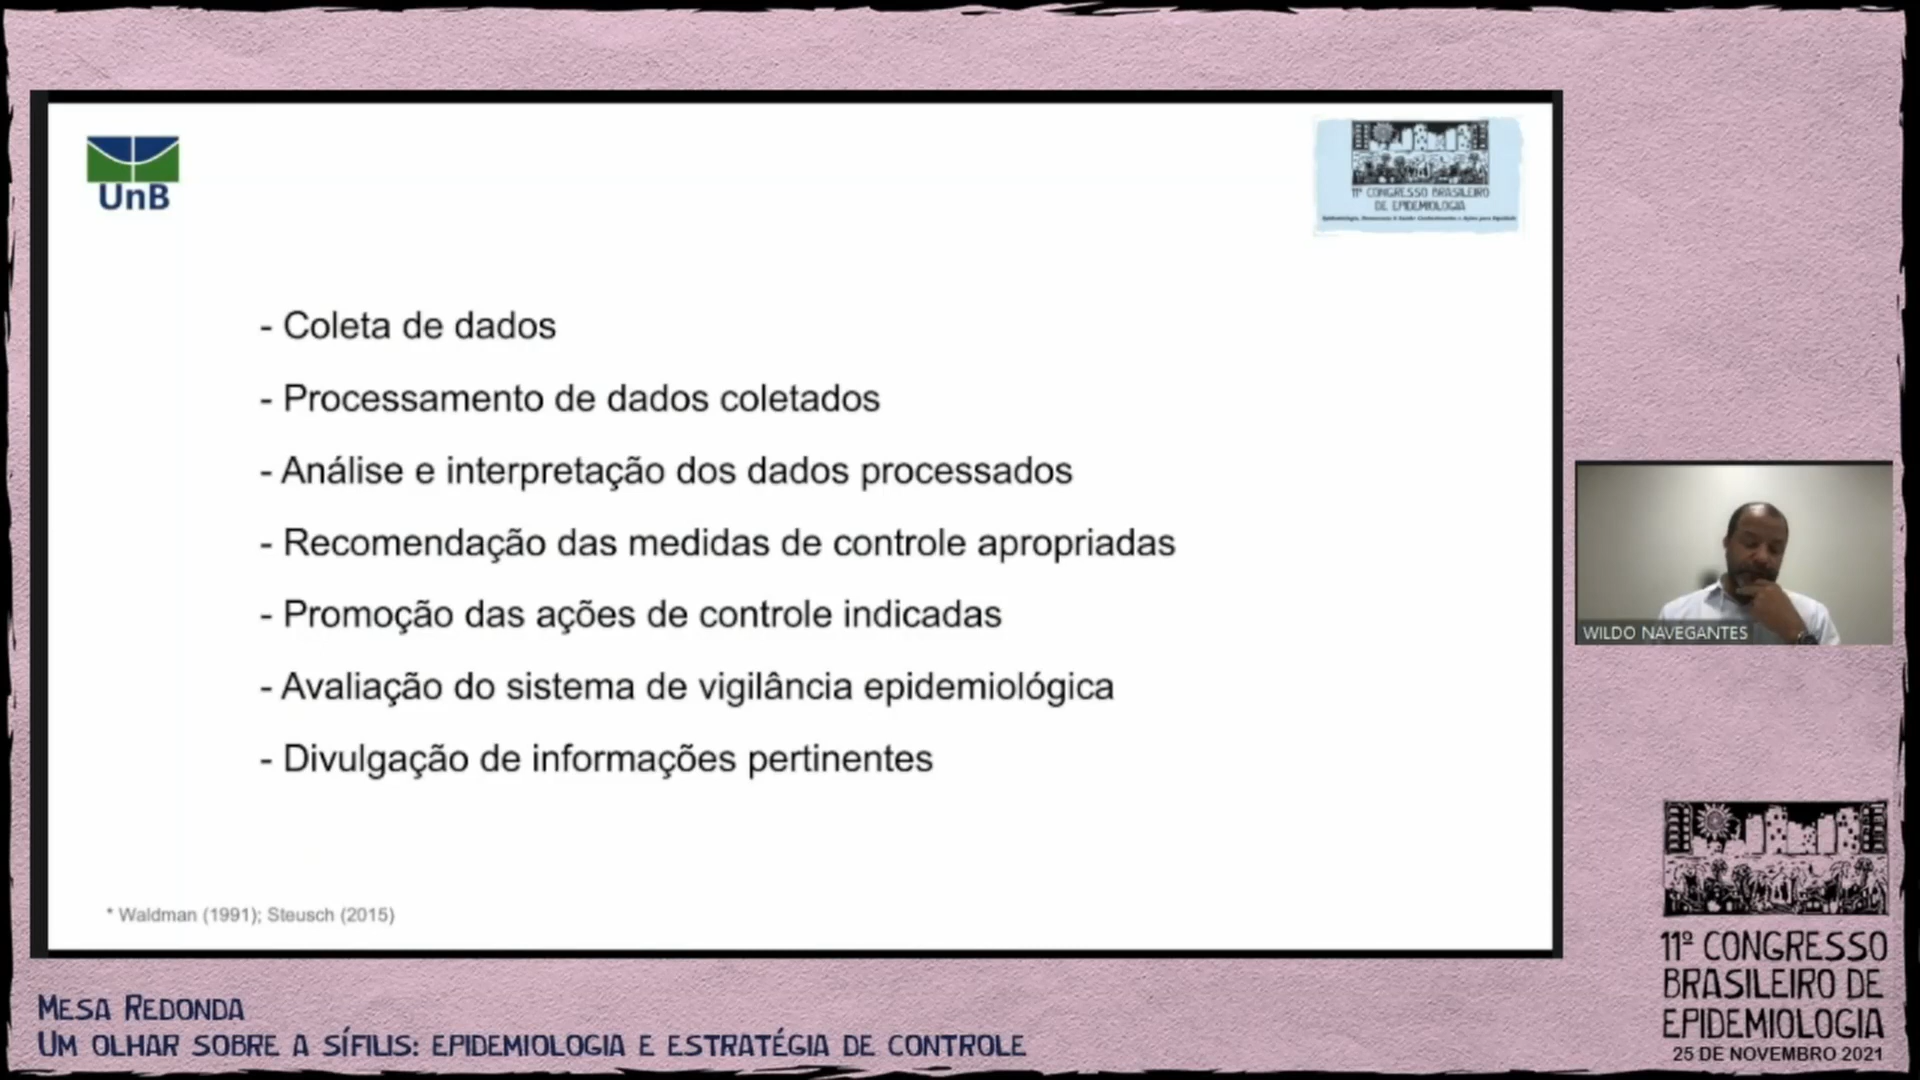 UnB
11º CONGRESSO BRASILEIRO
DE EPIDEMIOLOGIA
- Coleta de dados
- Processamento de dados coletados
- Análise e interpretação dos dados processados
- Recomendação das medidas de controle apropriadas
- Promoção das ações de controle indicadas
- Avaliação do sistema de vigilância epidemiológica
- Divulgação de informações pertinentes
* Waldman (1991); Steusch (2015)
WILDO NAVEGANTES
MESA REDONDA
UM OLHAR SOBRE A SÍFILIS: EPIDEMIOLOGIA E ESTRATÉGIA DE CONTROLE
11º CONGRESSO
BRASILEIRO DE
EPIDEMIOLOGIA
25 DE NOVEMBRO 2021